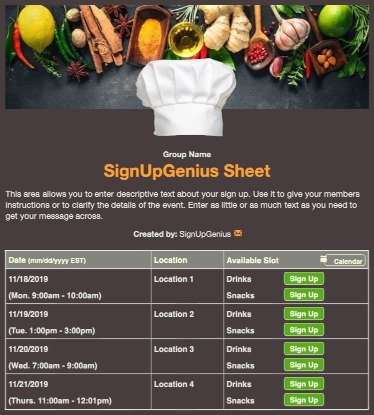 Group Name
SignUpGenius Sheet
This area allows you to enter descriptive text about your sign up. Use it to give your members
instructions or to clarify the details of the event. Enter as little or as much text as you need to
get your message across.
Created by: SignUpGenius
Date (mm/dd/yyyy EST) Location Available Slot Calendar
11/18/2019 Location 1 Drinks Sign Up
(Mon. 9:00am - 10:00am) Snacks Sign Up
11/19/2019 Location 2 Drinks Sign Up
(Tue. 1:00pm - 3:00pm) Snacks Sign Up
11/20/2019 Location 3 Drinks Sign Up
(Wed. 7:00am - 9:00am) Snacks Sign Up
11/21/2019 Location 4 Drinks Sign Up
(Thurs. 11:00am - 12:01pm) Snacks Sign Up